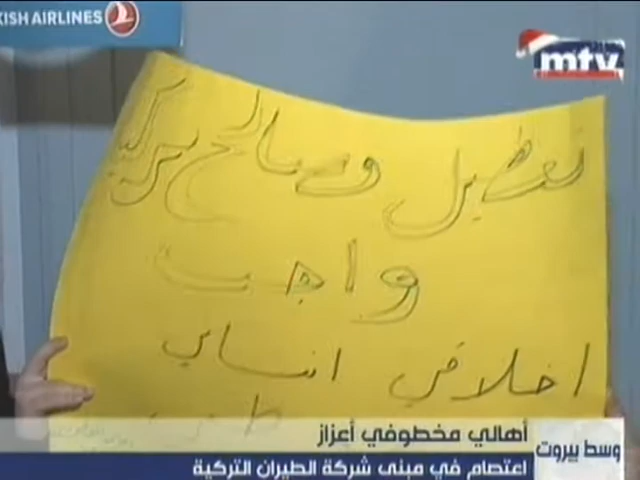 KISH AIRLINES
mtv
تعطيل مصالح تركيا
واجب
اخلاقي انساني
أهالي مخطوفي أعزاز
وسط بيروت
اعتصام في مبنى شركة الطيران التركية